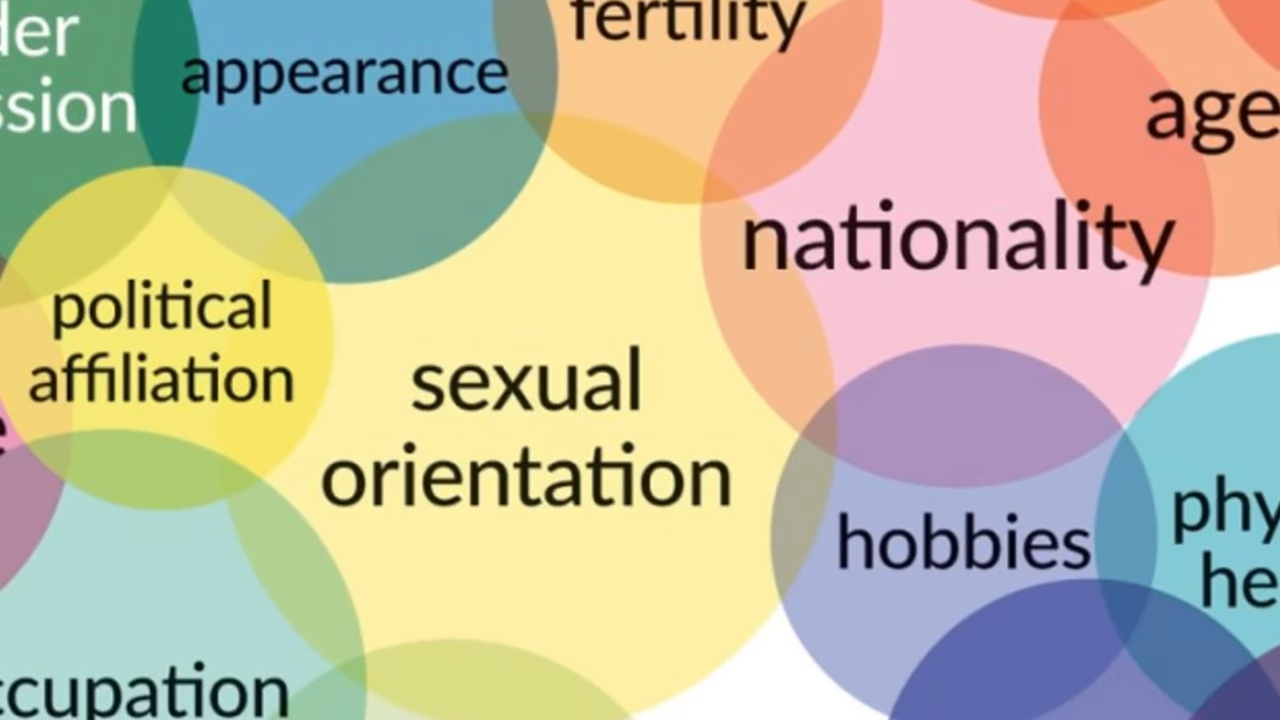 fertility
appearance
age
nationality
political
affiliation
sexual
orientation
hobbies